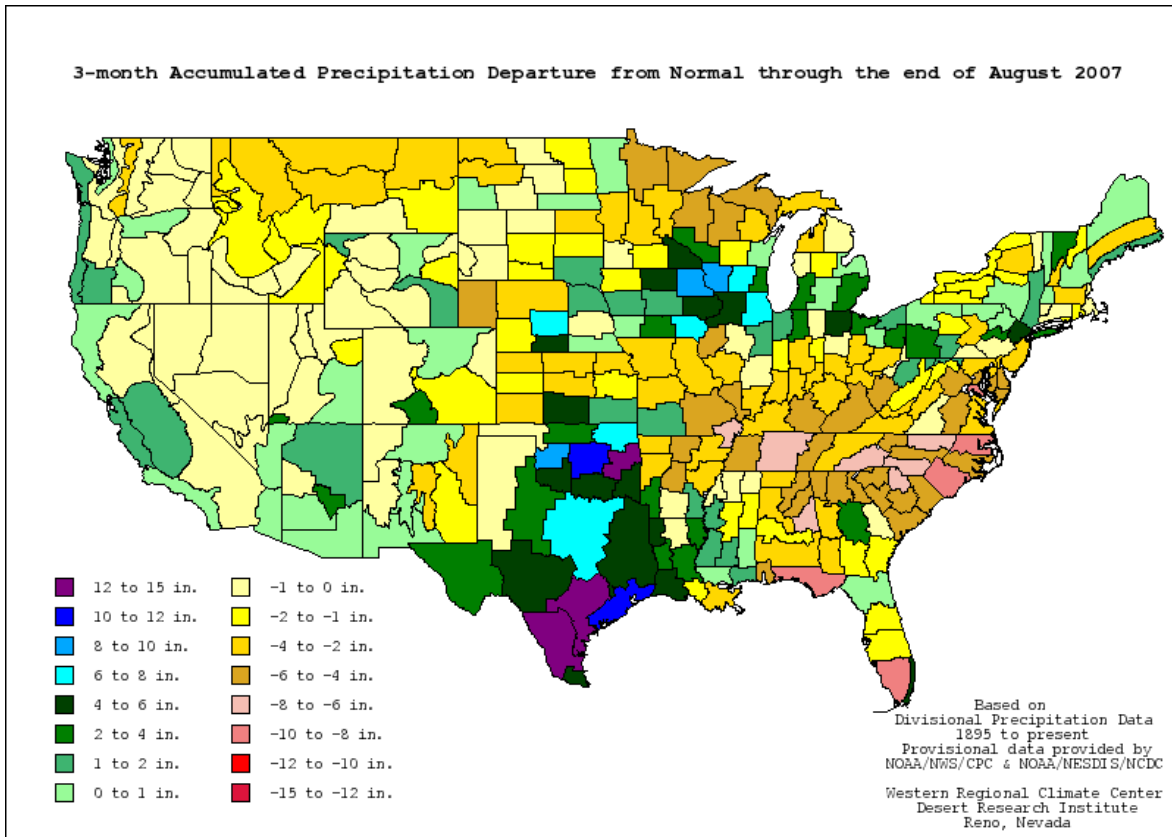 3-month Accumulated Precipitation Departure from Normal through the end of August 2007
12 to 15 in.
10 to 12 in.
8 to 10 in.
6 to 8 in.
4 to 6 in.
2 to 4 in.
1 to 2 in.
0 to 1 in.
-1 to 0 in.
-2 to -1 in.
-4 to -2 in.
-6 to -4 in.
-8 to -6 in.
-10 to -8 in.
-12 to -10 in.
-15 to -12 in.
Based on
Divisional Precipitation Data
1895 to present
Provisional data provided by
NOAA/NWS/CPC & NOAA/NESDIS/NCDC
Western Regional Climate Center
Desert Research Institute
Reno, Nevada